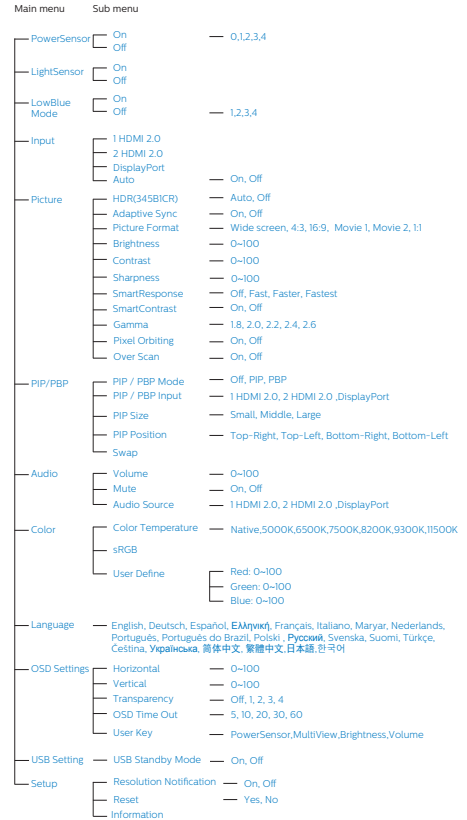 Main menu Sub menu
PowerSensor On 0,1,2,3,4
Off
LightSensor On
Off
LowBlue Mode On
Off 1,2,3,4
Input 1 HDMI 2.0
2 HDMI 2.0
DisplayPort
Auto On, Off
Picture HDR(345B1CR) Auto, Off
Adaptive Sync On, Off
Picture Format Wide screen, 4:3, 16:9, Movie 1, Movie 2, 1:1
Brightness 0~100
Contrast 0~100
Sharpness 0~100
SmartResponse Off, Fast, Faster, Fastest
SmartContrast On, Off
Gamma 1.8, 2.0, 2.2, 2.4, 2.6
Pixel Orbiting On, Off
Over Scan On, Off
PIP/PBP PIP / PBP Mode Off, PIP, PBP
PIP / PBP Input 1 HDMI 2.0, 2 HDMI 2.0 ,DisplayPort
PIP Size Small, Middle, Large
PIP Position Top-Right, Top-Left, Bottom-Right, Bottom-Left
Swap
Audio Volume 0~100
Mute On, Off
Audio Source 1 HDMI 2.0, 2 HDMI 2.0 ,DisplayPort
Color Color Temperature Native,5000K,6500K,7500K,8200K,9300K,11500K
sRGB
User Define Red: 0~100
Green: 0~100
Blue: 0~100
Language English, Deutsch, Español, Ελληνική, Français, Italiano, Maryar, Nederlands,
Português, Português do Brazil, Polski , Русский, Svenska, Suomi, Türkçe,
Čeština, Українська, 简体中文, 繁體中文,日本語,한국어
OSD Settings Horizontal 0~100
Vertical 0~100
Transparency Off, 1, 2, 3, 4
OSD Time Out 5, 10, 20, 30, 60
User Key PowerSensor,MultiView,Brightness,Volume
USB Setting USB Standby Mode On, Off
Setup Resolution Notification On, Off
Reset Yes, No
Information